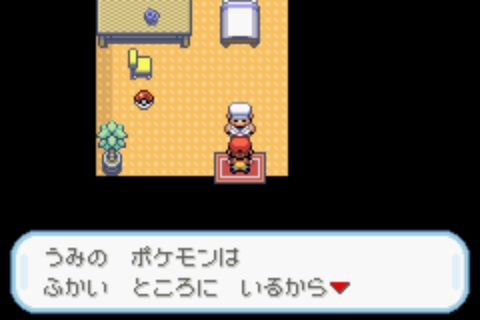 うみの　ポケモンは
ふかい　ところに　いるから